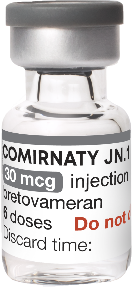 COMIRNATY JN.1
30 mcg injection
bretovameran
6 doses Do not d
Discard time: